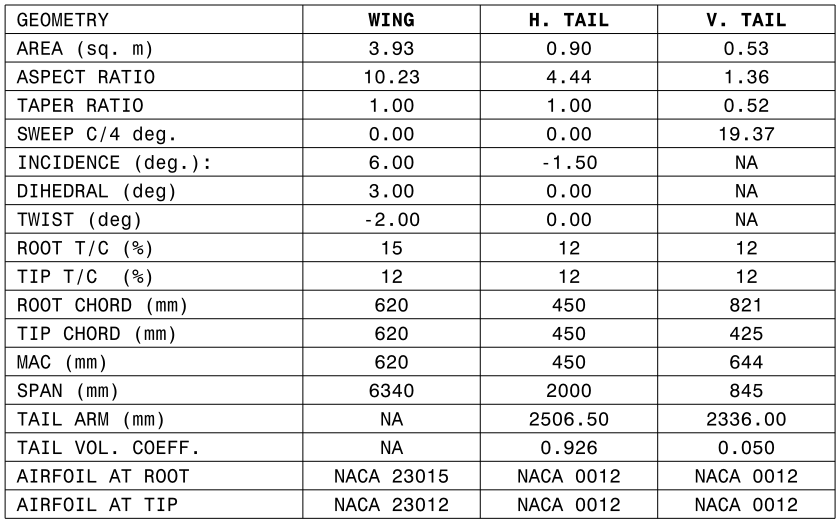 GEOMETRY WING H. TAIL V. TAIL
AREA (sq. m) 3.93 0.90 0.53
ASPECT RATIO 10.23 4.44 1.36
TAPER RATIO 1.00 1.00 0.52
SWEEP C/4 deg. 0.00 0.00 19.37
INCIDENCE (deg.): 6.00 -1.50 NA
DIHEDRAL (deg) 3.00 0.00 NA
TWIST (deg) -2.00 0.00 NA
ROOT T/C (%) 15 12 12
TIP T/C (%) 12 12 12
ROOT CHORD (mm) 620 450 821
TIP CHORD (mm) 620 450 425
MAC (mm) 620 450 644
SPAN (mm) 6340 2000 845
TAIL ARM (mm) NA 2506.50 2336.00
TAIL VOL. COEFF. NA 0.926 0.050
AIRFOIL AT ROOT NACA 23015 NACA 0012 NACA 0012
AIRFOIL AT TIP NACA 23012 NACA 0012 NACA 0012